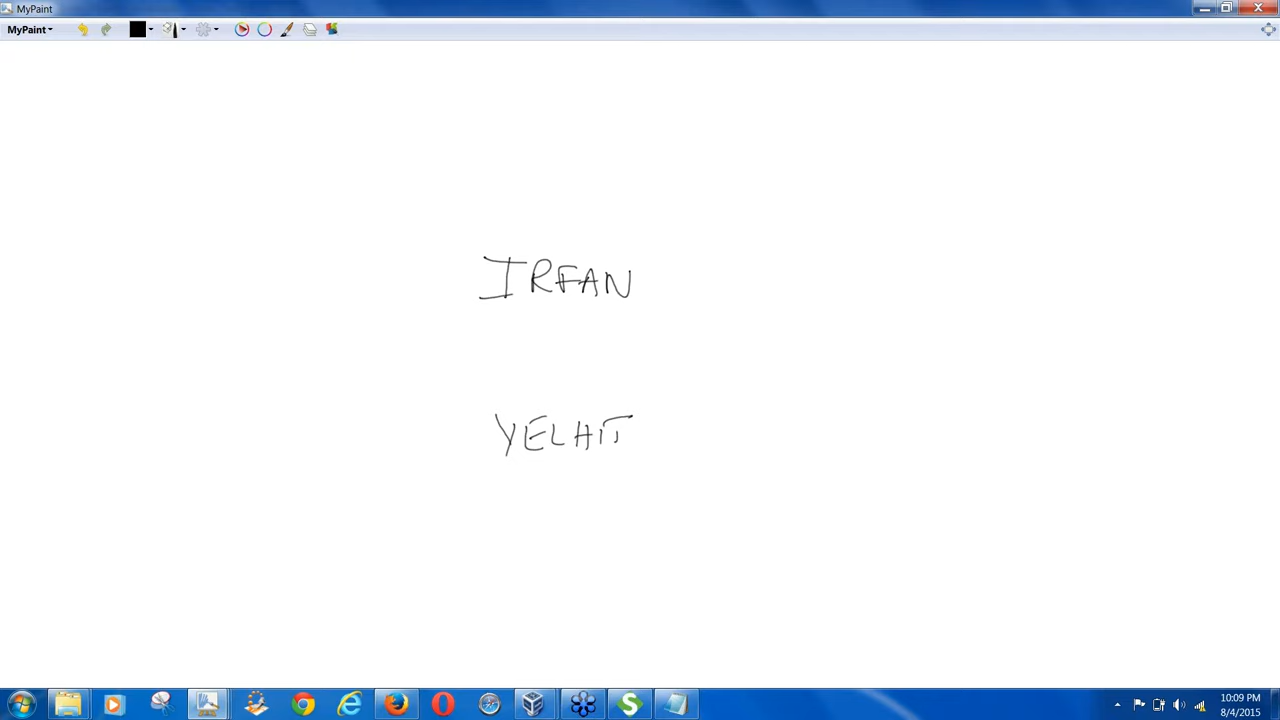 MyPaint
MyPaint
IRFAN
YELHIT
10:09 PM
8/4/2015